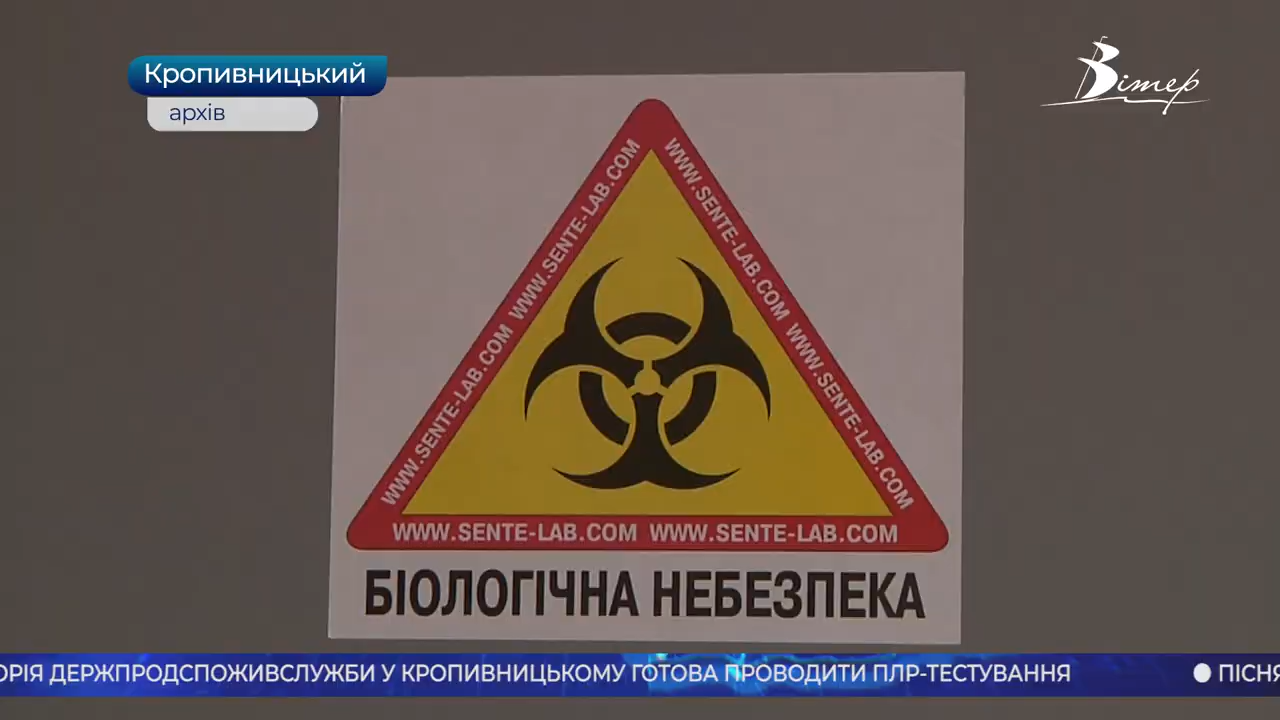 Кропивницький
архів
Вітер
WWW.SENTE-LAB.COM WWW.SENTE-LAB.COM
WWW.SENTE-LAB.COM WWW.SENTE-LAB.COM
WWW.SENTE-LAB.COM WWW.SENTE-LAB.COM
БІОЛОГІЧНА НЕБЕЗПЕКА
ОРІЯ ДЕРЖПРОДСПОЖИВСЛУЖБИ У КРОПИВНИЦЬКОМУ ГОТОВА ПРОВОДИТИ ПЛР-ТЕСТУВАННЯ ПІСНЯ